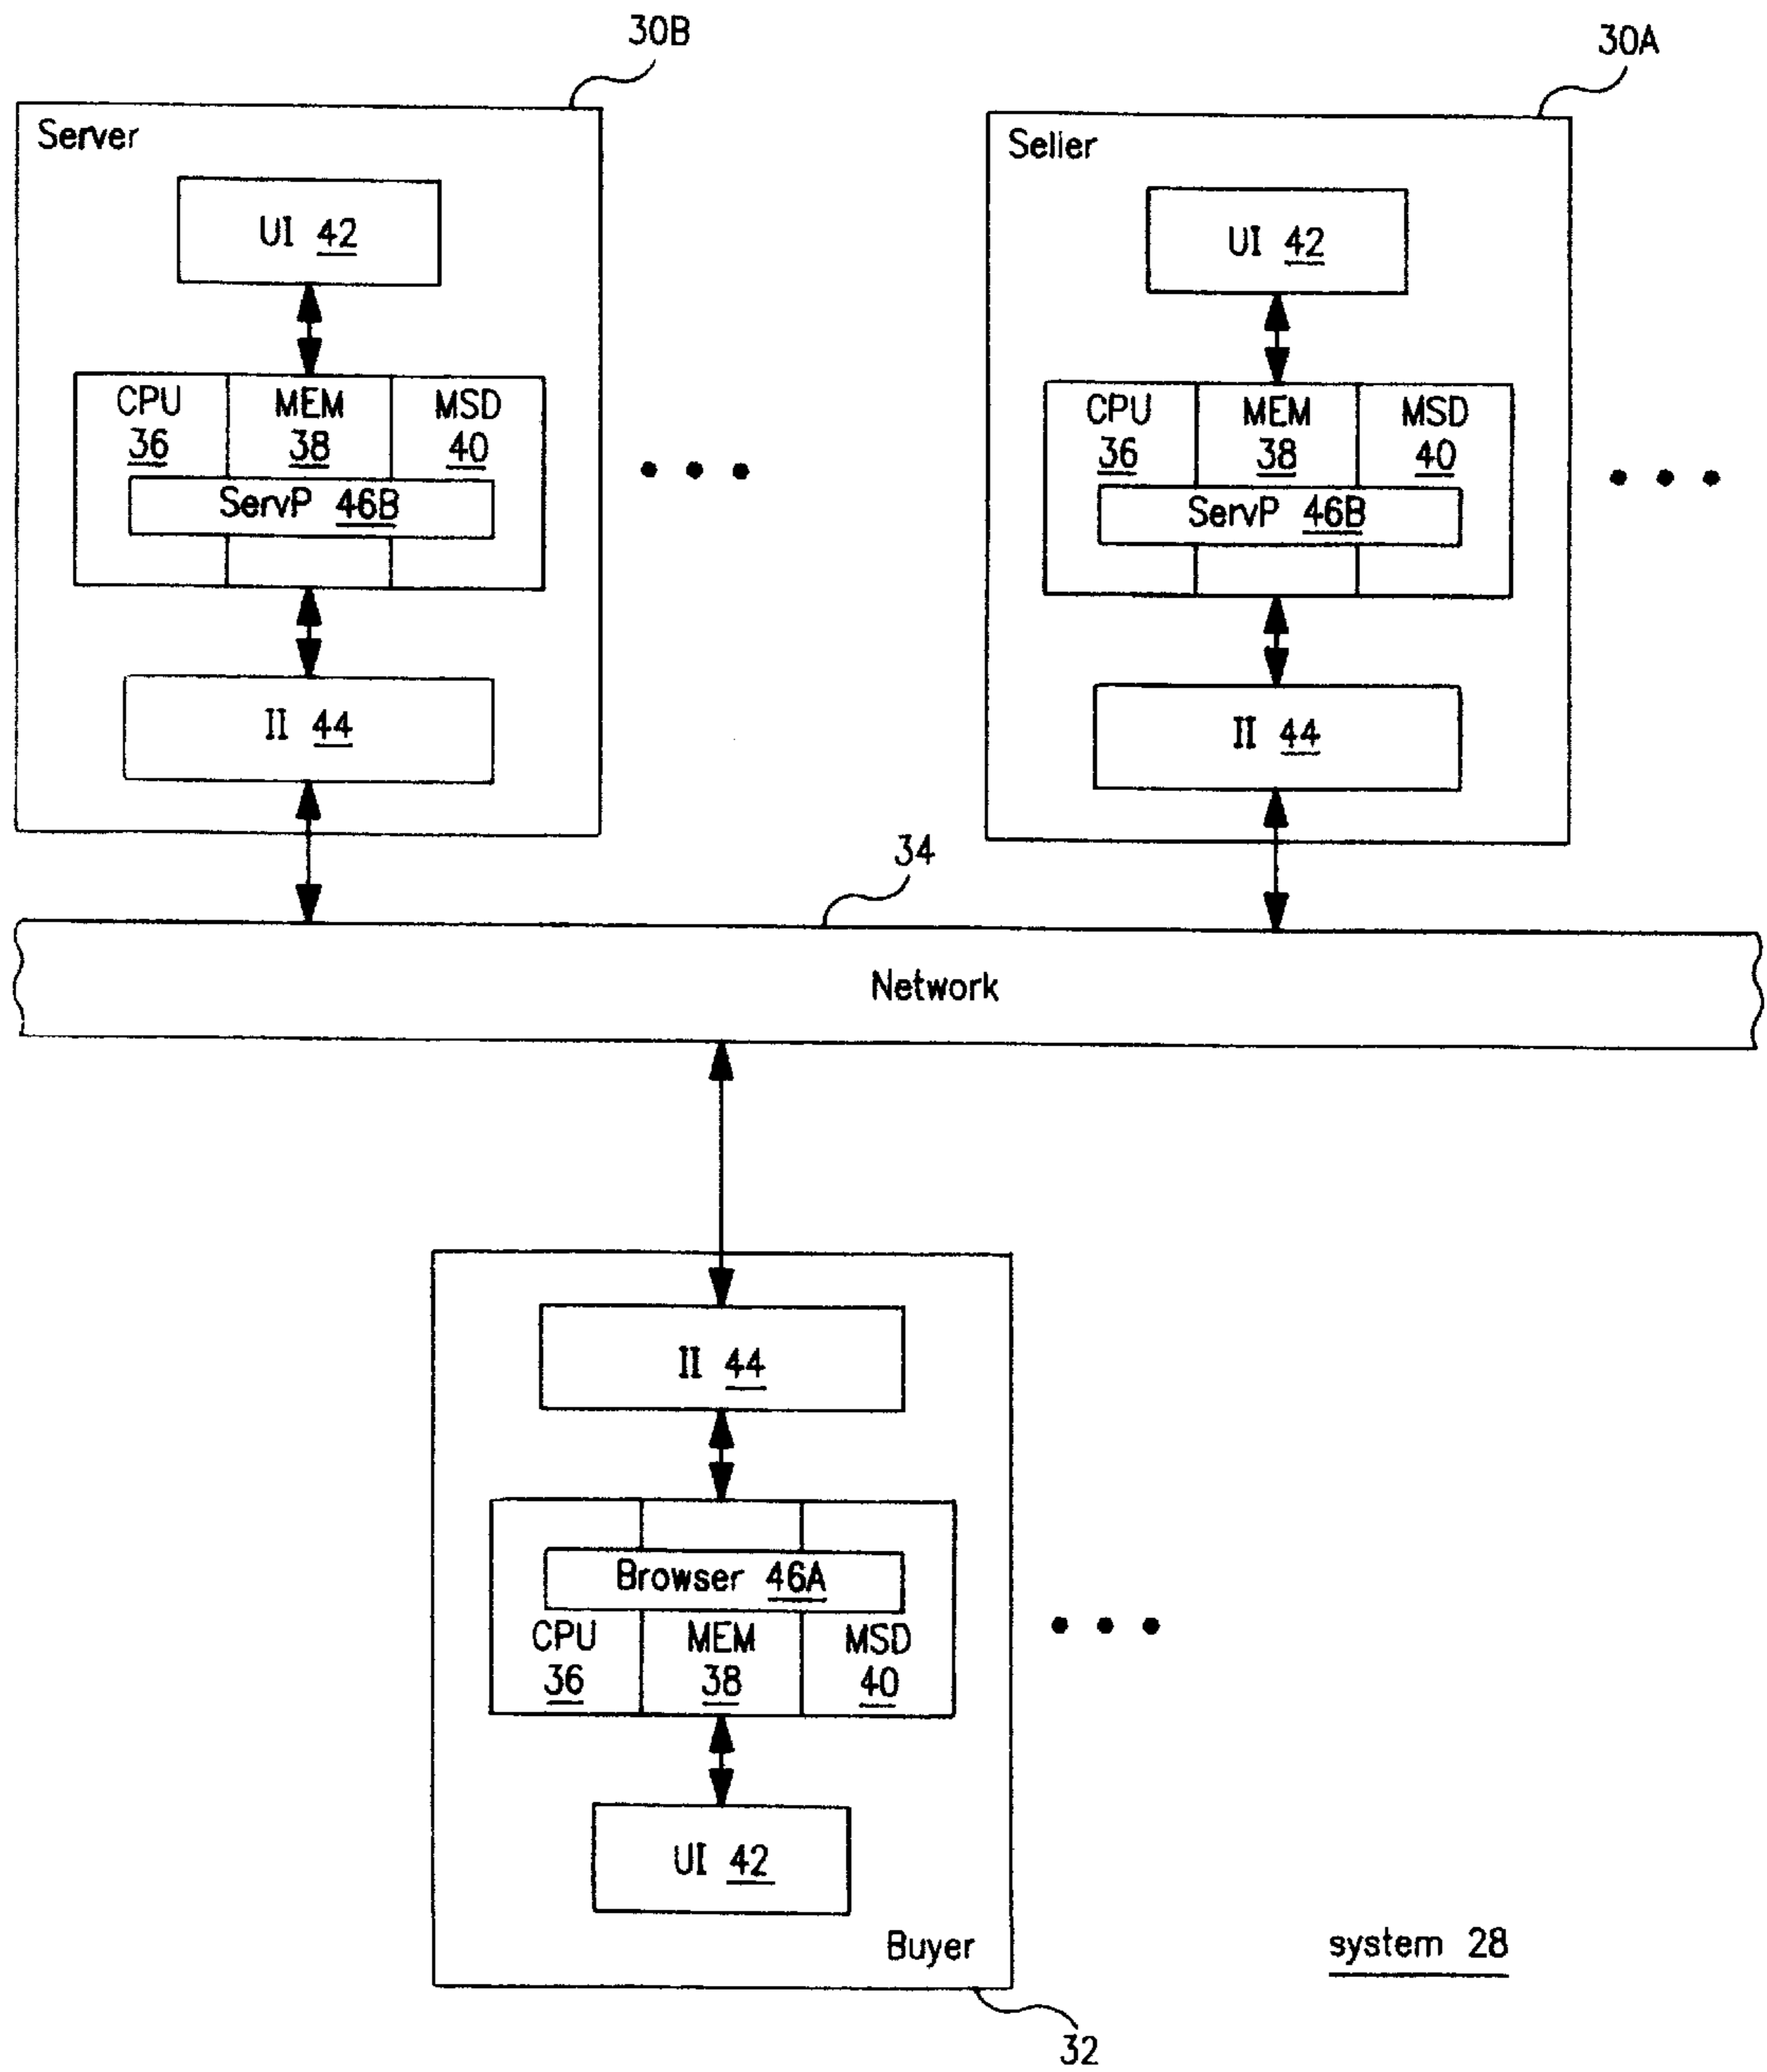 30B
30A
Server
Seller
UI 42
UI 42
CPU MEM MSD
36 38 40
ServP 46B
CPU MEM MSD
36 38 40
ServP 46B
II 44
II 44
34
Network
II 44
Browser 46A
CPU MEM MSD
36 38 40
UI 42
Buyer
system 28
32